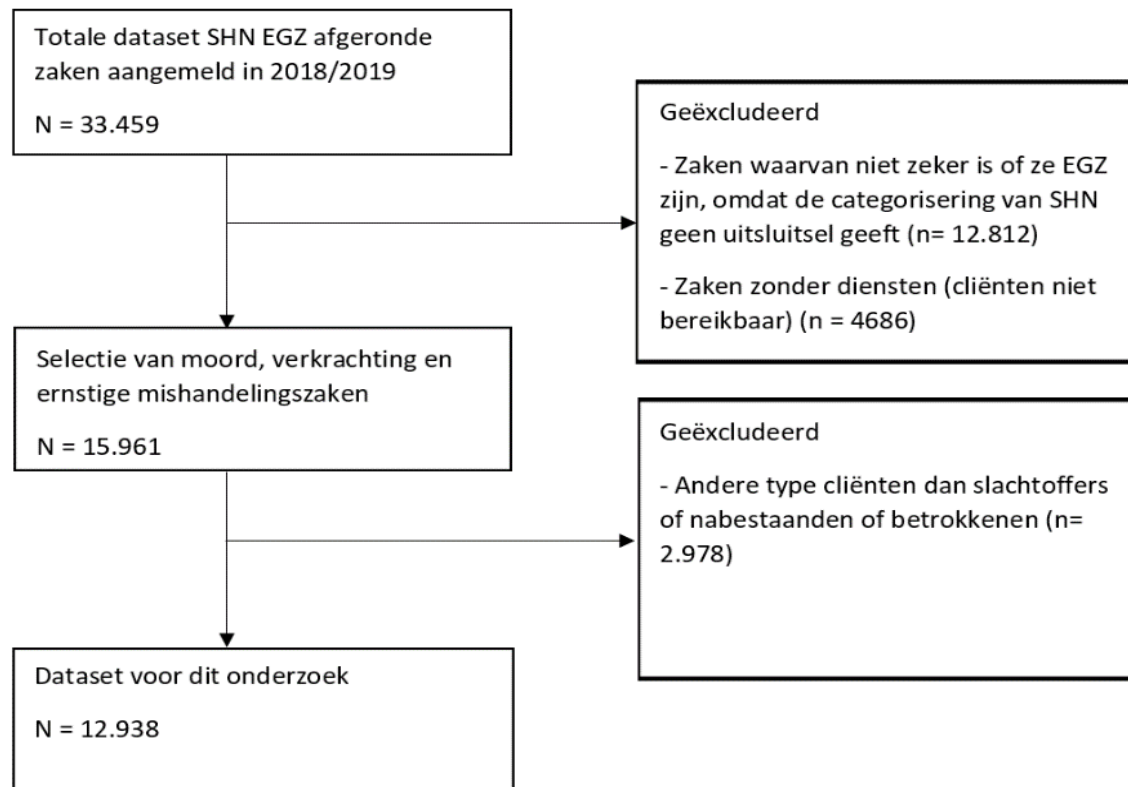 Totale dataset SHN EGZ afgeronde
zaken aangemeld in 2018/2019
N = 33.459
Geëxcludeerd
- Zaken waarvan niet zeker is of ze EGZ
zijn, omdat de categorisering van SHN
geen uitsluitsel geeft (n= 12.812)
- Zaken zonder diensten (cliënten niet
bereikbaar) (n = 4686)
Selectie van moord, verkrachting en
ernstige mishandelingszaken
N = 15.961
Geëxcludeerd
- Andere type cliënten dan slachtoffers
of nabestaanden of betrokkenen (n=
2.978)
Dataset voor dit onderzoek
N = 12.938